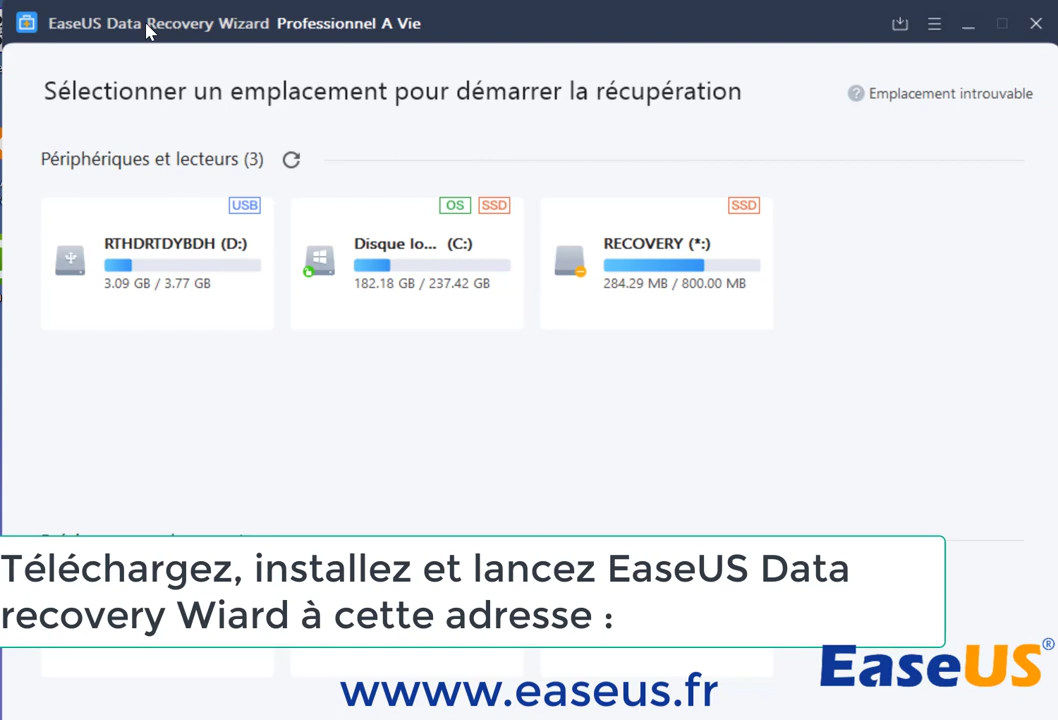 EaseUS Data Recovery Wizard Professionnel A Vie
Sélectionner un emplacement pour démarrer la récupération
Emplacement introuvable
Périphériques et lecteurs (3)
USB
RTHDRTDYBDH (D:)
3.09 GB / 3.77 GB
OS SSD
Disque lo... (C:)
182.18 GB / 237.42 GB
SSD
RECOVERY (*:)
284.29 MB / 800.00 MB
Téléchargez, installez et lancez EaseUS Data
recovery Wiard à cette adresse :
EaseUS®
wwww.easeus.fr